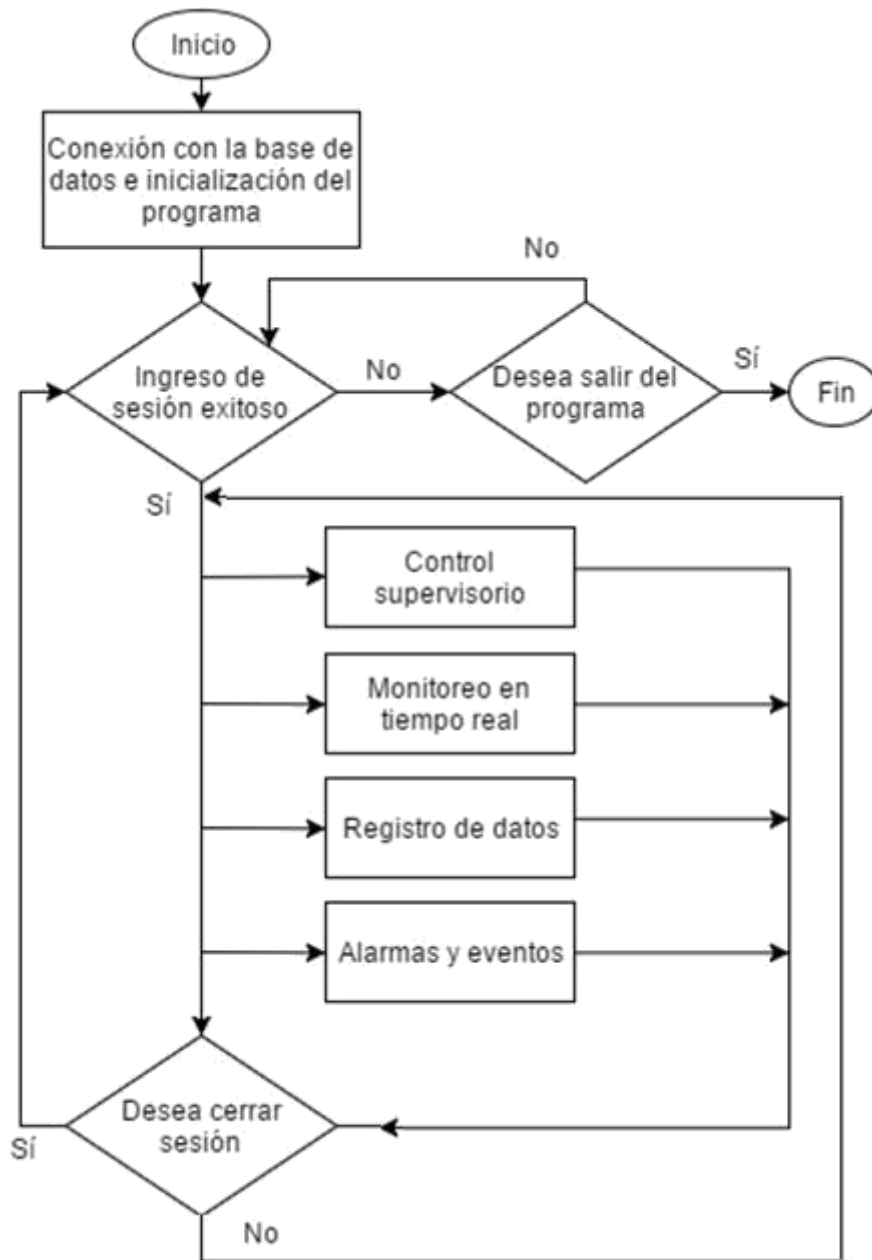 Inicio
Conexión con la base de
datos e inicialización del
programa
No
Ingreso de
sesión exitoso
No
Desea salir del
programa
Sí
Fin
Sí
Control
supervisorio
Monitoreo en
tiempo real
Registro de datos
Alarmas y eventos
Desea cerrar
sesión
Sí
No